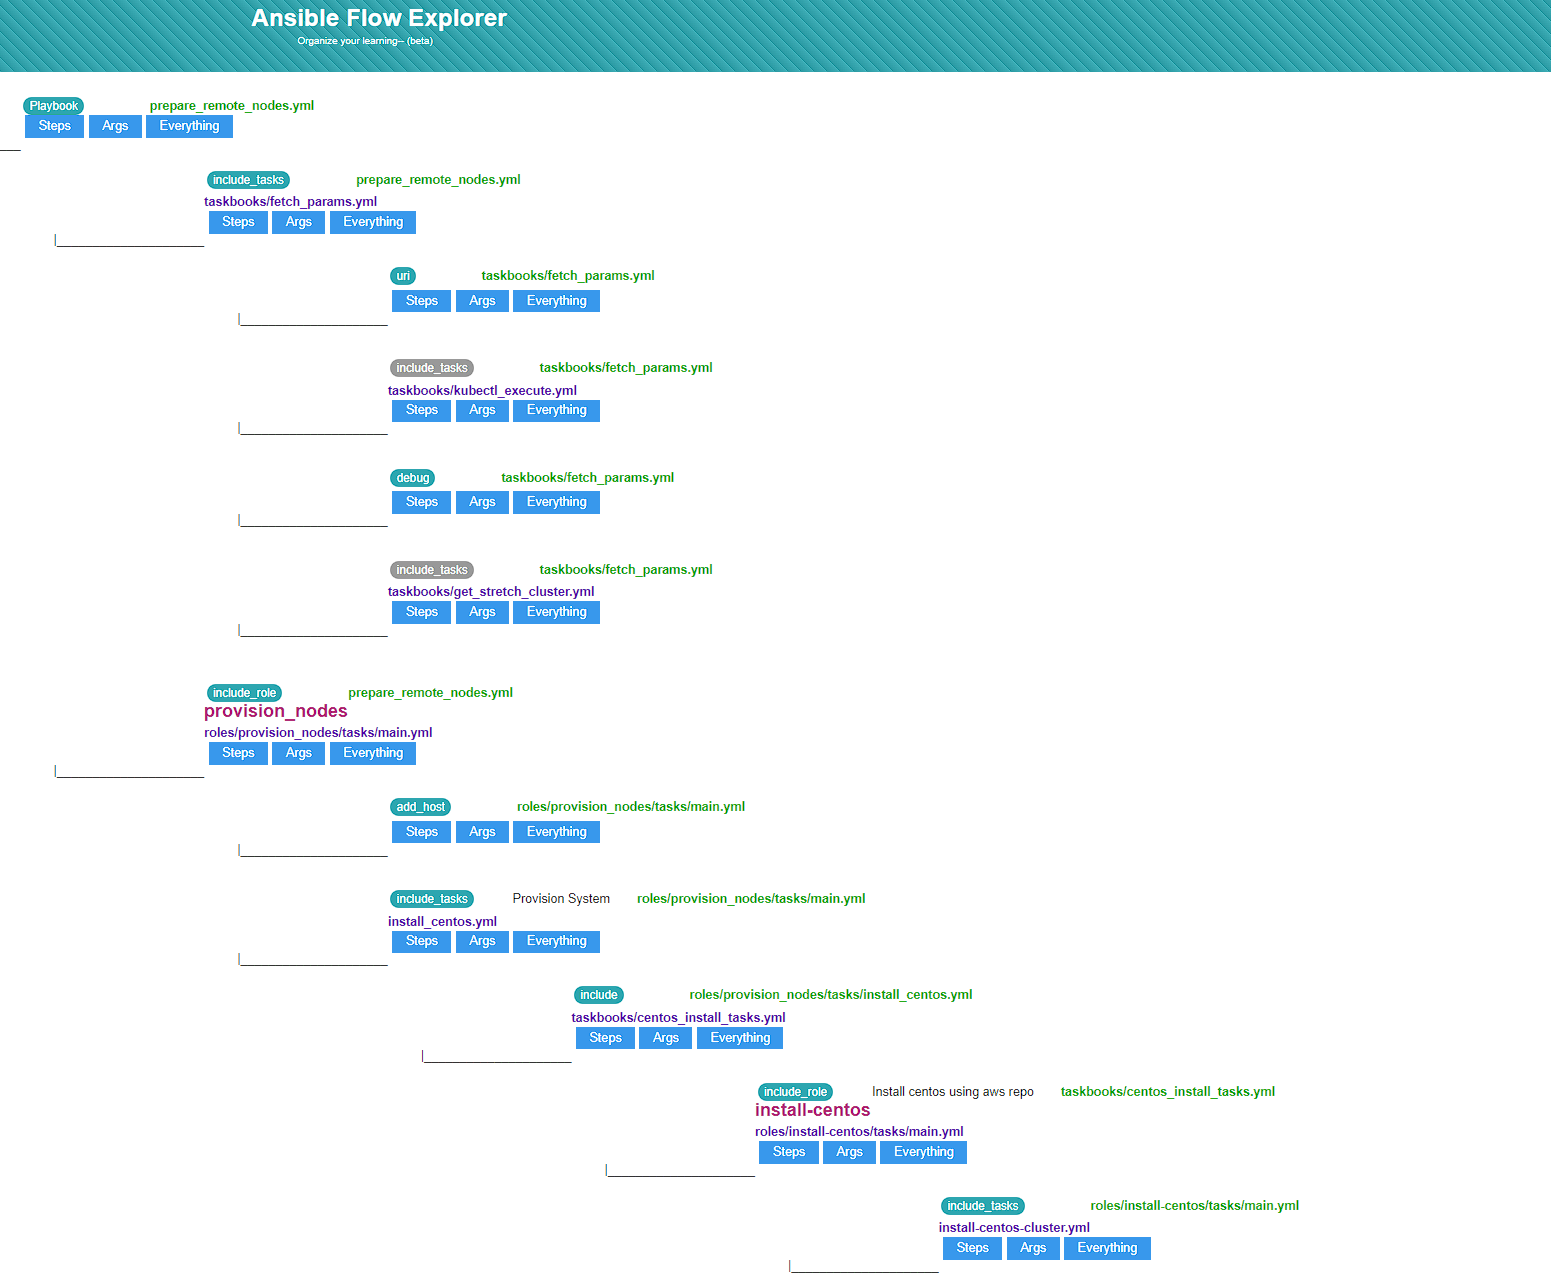 Ansible Flow Explorer
Organize your learning-- (beta)
Playbook prepare_remote_nodes.yml
Steps Args Everything
include_tasks prepare_remote_nodes.yml
taskbooks/fetch_params.yml
Steps Args Everything
uri taskbooks/fetch_params.yml
Steps Args Everything
include_tasks taskbooks/fetch_params.yml
taskbooks/kubectl_execute.yml
Steps Args Everything
debug taskbooks/fetch_params.yml
Steps Args Everything
include_tasks taskbooks/fetch_params.yml
taskbooks/get_stretch_cluster.yml
Steps Args Everything
include_role prepare_remote_nodes.yml
provision_nodes
roles/provision_nodes/tasks/main.yml
Steps Args Everything
add_host roles/provision_nodes/tasks/main.yml
Steps Args Everything
include_tasks Provision System roles/provision_nodes/tasks/main.yml
install_centos.yml
Steps Args Everything
include roles/provision_nodes/tasks/install_centos.yml
taskbooks/centos_install_tasks.yml
Steps Args Everything
include_role Install centos using aws repo taskbooks/centos_install_tasks.yml
install-centos
roles/install-centos/tasks/main.yml
Steps Args Everything
include_tasks roles/install-centos/tasks/main.yml
install-centos-cluster.yml
Steps Args Everything